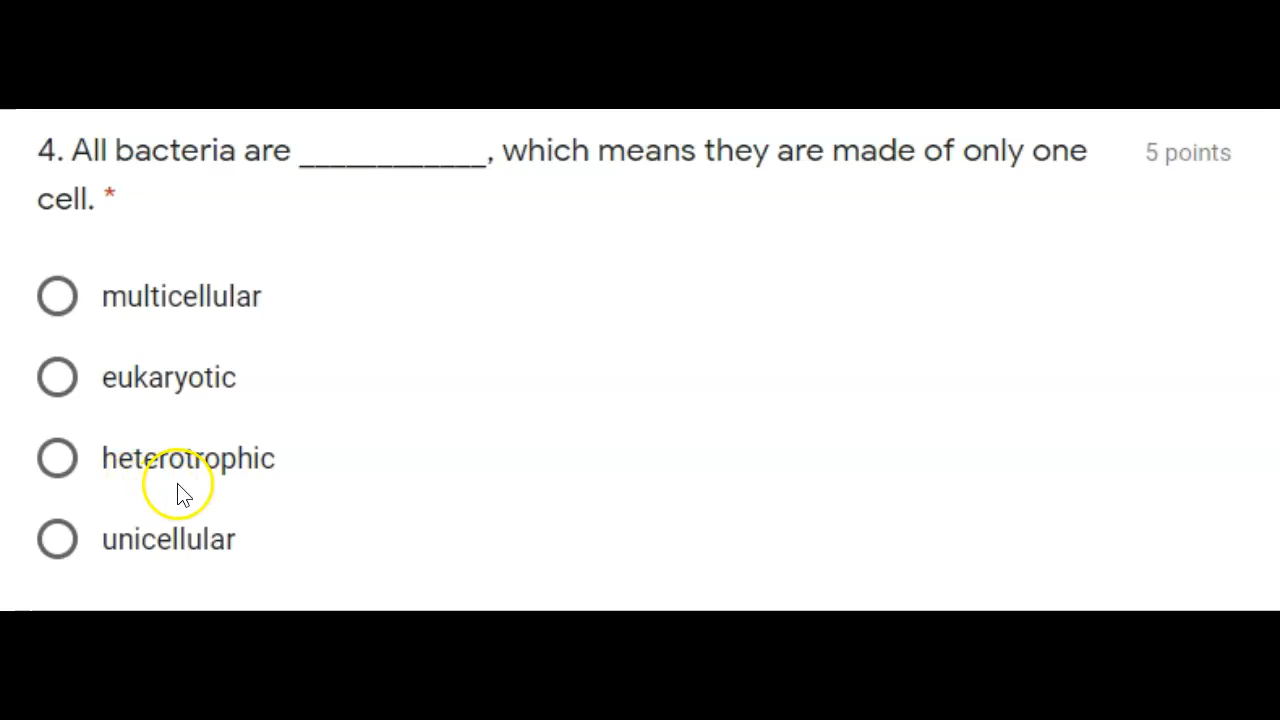 4. All bacteria are ____________, which means they are made of only one
cell. *
5 points
multicellular
eukaryotic
heterotrophic
unicellular